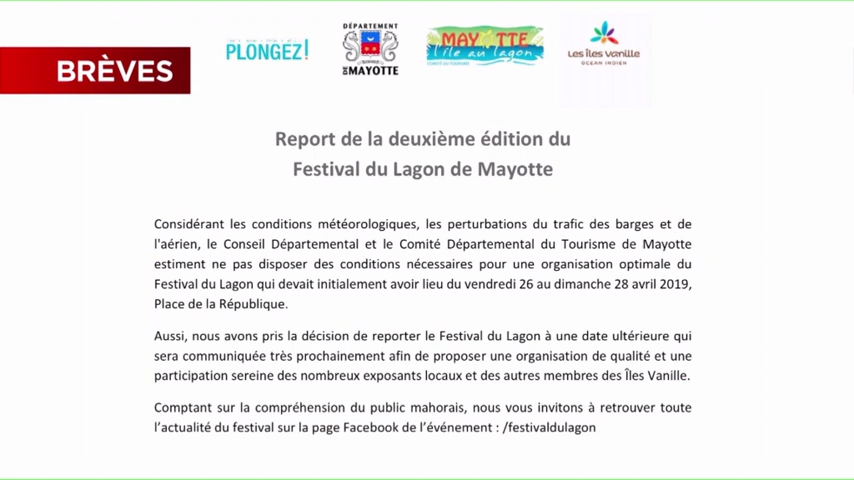 BRÈVES
PLONGEZ!
DÉPARTEMENT
DE MAYOTTE
MAYOTTE
l'île au lagon
COMITÉ DU TOURISME
Les îles Vanille
OCEAN INDIEN
Report de la deuxième édition du
Festival du Lagon de Mayotte
Considérant les conditions météorologiques, les perturbations du trafic des barges et de
l'aérien, le Conseil Départemental et le Comité Départemental du Tourisme de Mayotte
estiment ne pas disposer des conditions nécessaires pour une organisation optimale du
Festival du Lagon qui devait initialement avoir lieu du vendredi 26 au dimanche 28 avril 2019,
Place de la République.
Aussi, nous avons pris la décision de reporter le Festival du Lagon à une date ultérieure qui
sera communiquée très prochainement afin de proposer une organisation de qualité et une
participation sereine des nombreux exposants locaux et des autres membres des Îles Vanille.
Comptant sur la compréhension du public mahorais, nous vous invitons à retrouver toute
l’actualité du festival sur la page Facebook de l’événement : /festivaldulagon